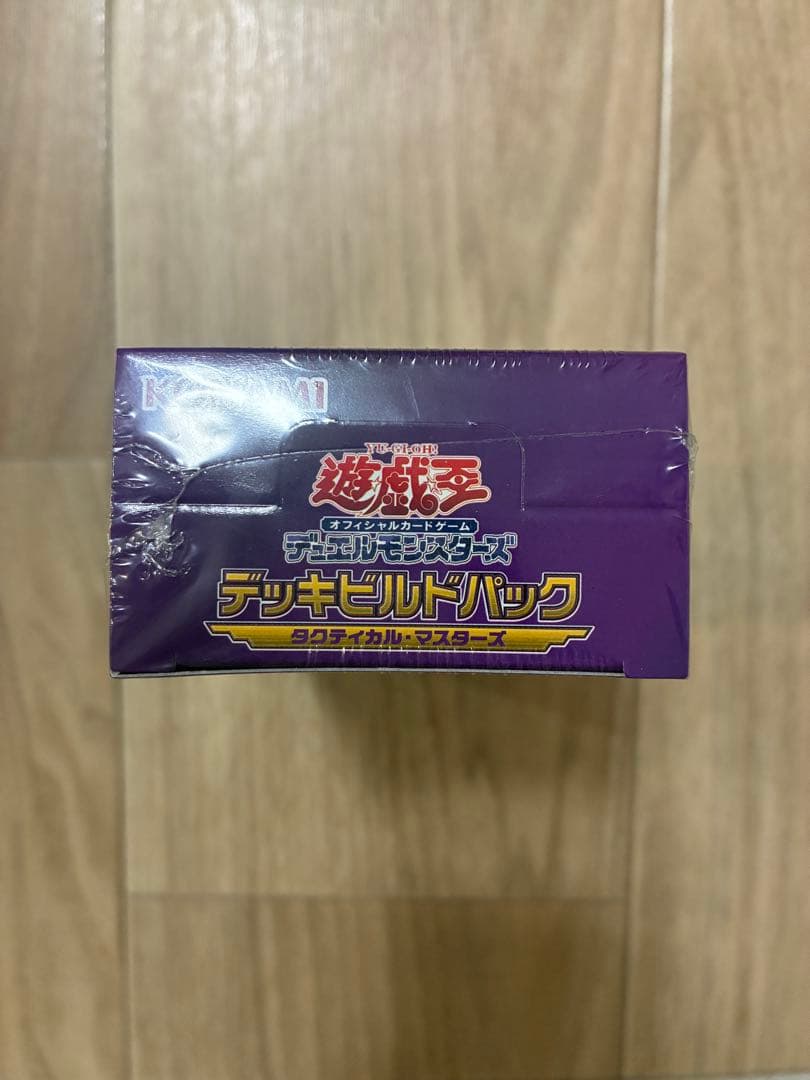 KONAMI
YU-GI-OH!
遊戯王
オフィシャルカードゲーム
デュエルモンスターズ
デッキビルドパック
タクティカル・マスターズ